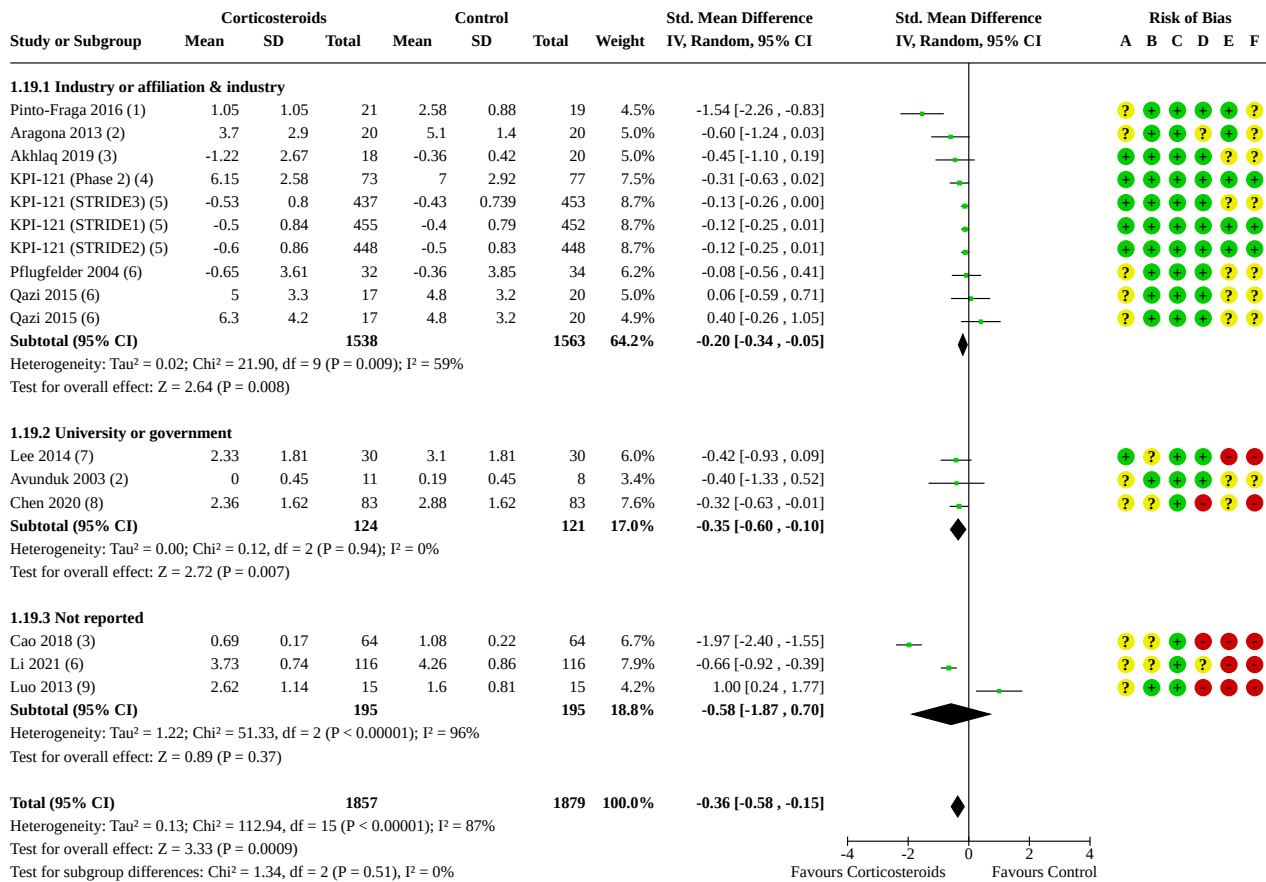 Corticosteroids Control Std. Mean Difference Std. Mean Difference Risk of Bias
Study or Subgroup Mean SD Total Mean SD Total Weight IV, Random, 95% CI IV, Random, 95% CI A B C D E F
1.19.1 Industry or affiliation & industry
Pinto-Fraga 2016 (1) 1.05 1.05 21 2.58 0.88 19 4.5% -1.54 [-2.26 , -0.83] ? + + + + ?
Aragona 2013 (2) 3.7 2.9 20 5.1 1.4 20 5.0% -0.60 [-1.24 , 0.03] ? + + ? + ?
Akhlaq 2019 (3) -1.22 2.67 18 -0.36 0.42 20 5.0% -0.45 [-1.10 , 0.19] + + + + ? ?
KPI-121 (Phase 2) (4) 6.15 2.58 73 7 2.92 77 7.5% -0.31 [-0.63 , 0.02] + + + + + +
KPI-121 (STRIDE3) (5) -0.53 0.8 437 -0.43 0.739 453 8.7% -0.13 [-0.26 , 0.00] + + + + ? ?
KPI-121 (STRIDE1) (5) -0.5 0.84 455 -0.4 0.79 452 8.7% -0.12 [-0.25 , 0.01] + + + + + +
KPI-121 (STRIDE2) (5) -0.6 0.86 448 -0.5 0.83 448 8.7% -0.12 [-0.25 , 0.01] + + + + + +
Pflugfelder 2004 (6) -0.65 3.61 32 -0.36 3.85 34 6.2% -0.08 [-0.56 , 0.41] ? + + + ? ?
Qazi 2015 (6) 5 3.3 17 4.8 3.2 20 5.0% 0.06 [-0.59 , 0.71] ? + + + ? ?
Qazi 2015 (6) 6.3 4.2 17 4.8 3.2 20 4.9% 0.40 [-0.26 , 1.05] ? + + + ? ?
Subtotal (95% CI) 1538 1563 64.2% -0.20 [-0.34 , -0.05]
Heterogeneity: Tau² = 0.02; Chi² = 21.90, df = 9 (P = 0.009); I² = 59%
Test for overall effect: Z = 2.64 (P = 0.008)
1.19.2 University or government
Lee 2014 (7) 2.33 1.81 30 3.1 1.81 30 6.0% -0.42 [-0.93 , 0.09] + ? + + - -
Avunduk 2003 (2) 0 0.45 11 0.19 0.45 8 3.4% -0.40 [-1.33 , 0.52] ? + + + ? ?
Chen 2020 (8) 2.36 1.62 83 2.88 1.62 83 7.6% -0.32 [-0.63 , -0.01] ? ? + - ? -
Subtotal (95% CI) 124 121 17.0% -0.35 [-0.60 , -0.10]
Heterogeneity: Tau² = 0.00; Chi² = 0.12, df = 2 (P = 0.94); I² = 0%
Test for overall effect: Z = 2.72 (P = 0.007)
1.19.3 Not reported
Cao 2018 (3) 0.69 0.17 64 1.08 0.22 64 6.7% -1.97 [-2.40 , -1.55] ? ? + - - -
Li 2021 (6) 3.73 0.74 116 4.26 0.86 116 7.9% -0.66 [-0.92 , -0.39] ? ? + ? - -
Luo 2013 (9) 2.62 1.14 15 1.6 0.81 15 4.2% 1.00 [0.24 , 1.77] ? + + - - -
Subtotal (95% CI) 195 195 18.8% -0.58 [-1.87 , 0.70]
Heterogeneity: Tau² = 1.22; Chi² = 51.33, df = 2 (P < 0.00001); I² = 96%
Test for overall effect: Z = 0.89 (P = 0.37)
Total (95% CI) 1857 1879 100.0% -0.36 [-0.58 , -0.15]
Heterogeneity: Tau² = 0.13; Chi² = 112.94, df = 15 (P < 0.00001); I² = 87%
Test for overall effect: Z = 3.33 (P = 0.0009)
Test for subgroup differences: Chi² = 1.34, df = 2 (P = 0.51), I² = 0%
-4 -2 0 2 4
Favours Corticosteroids Favours Control